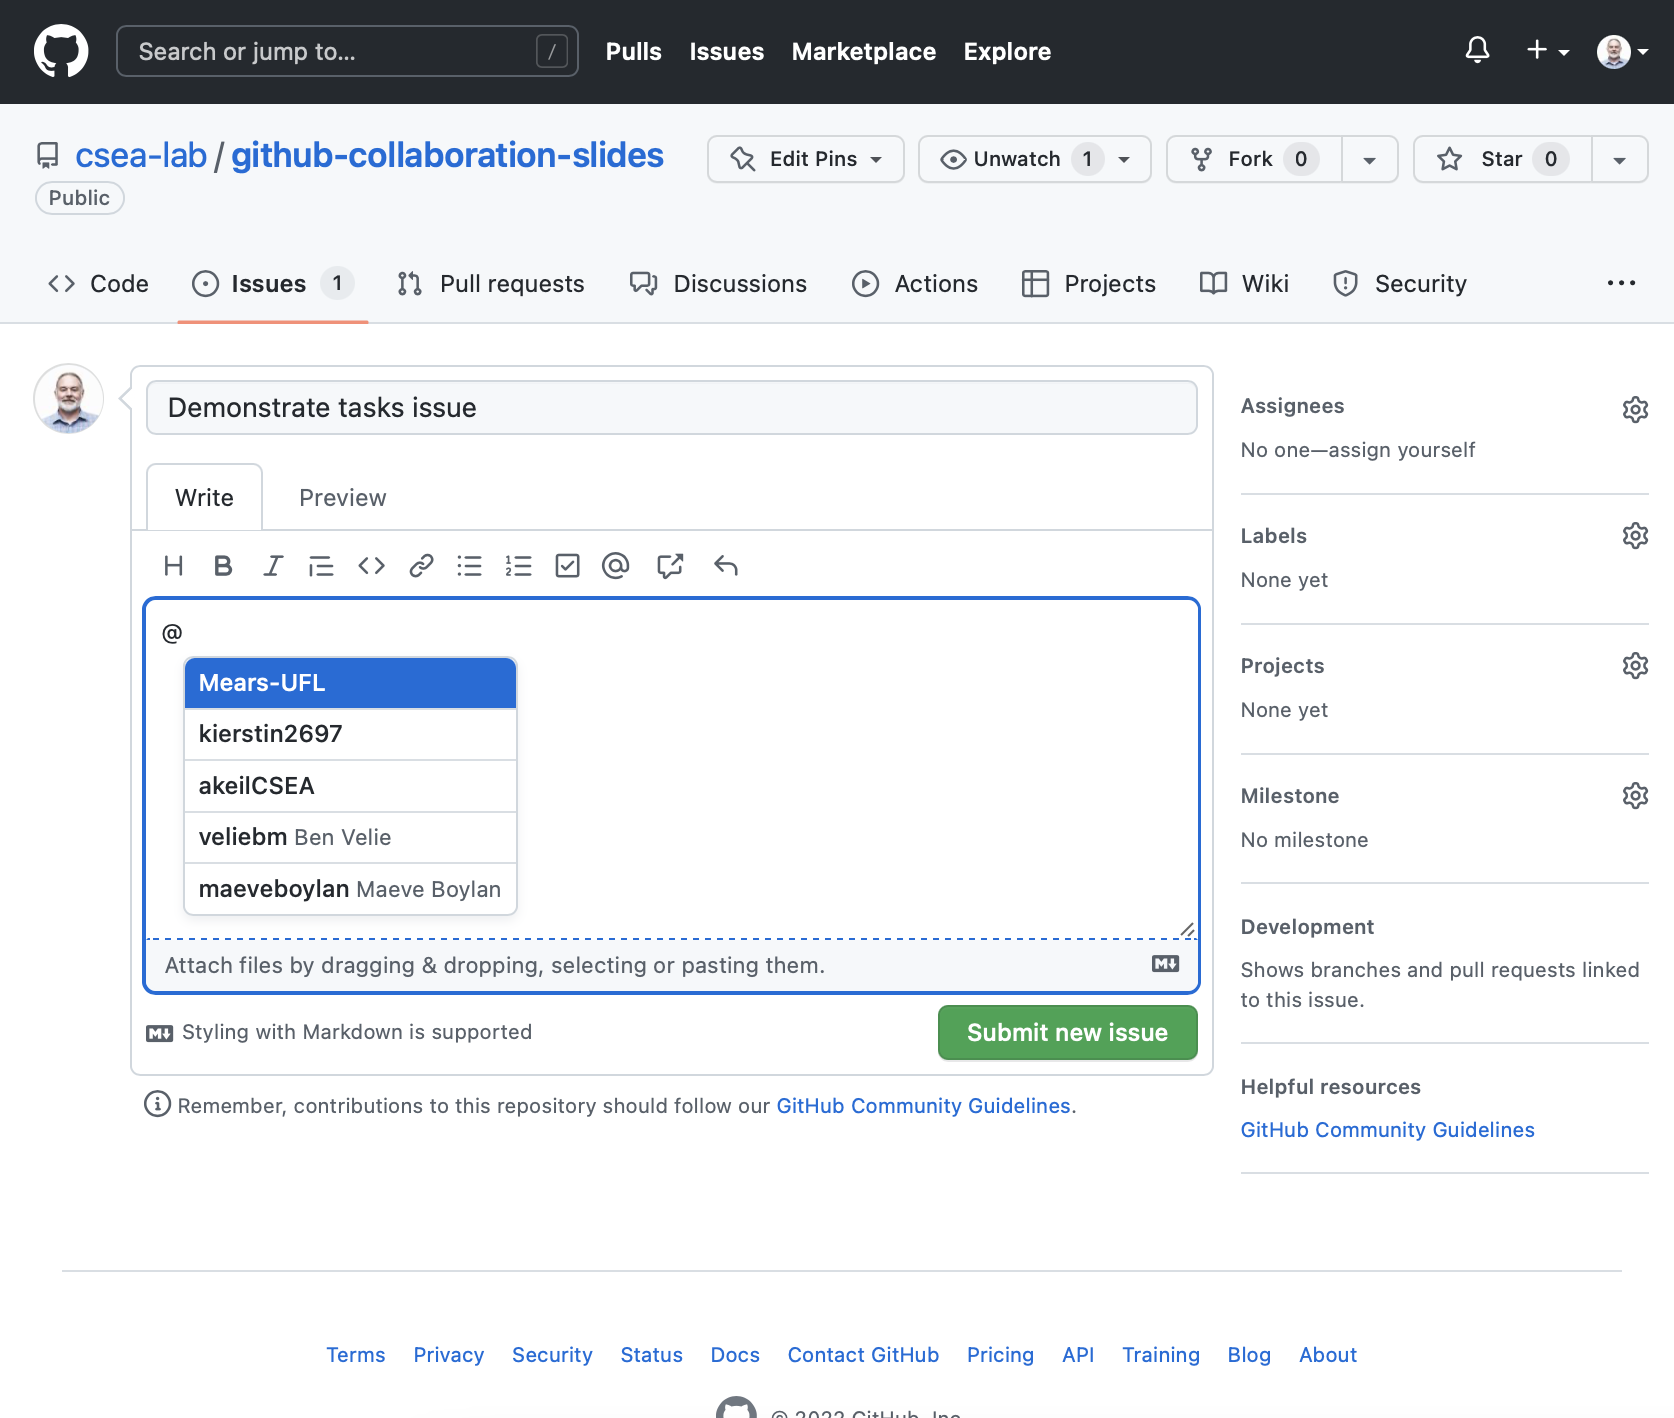 Search or jump to... / Pulls Issues Marketplace Explore
csea-lab / github-collaboration-slides
Public
Edit Pins Unwatch 1 Fork 0 Star 0
Code Issues 1 Pull requests Discussions Actions Projects Wiki Security
Demonstrate tasks issue
Write Preview
@
Mears-UFL
kierstin2697
akeilCSEA
veliebm Ben Velie
maeveboylan Maeve Boylan
Attach files by dragging & dropping, selecting or pasting them.
Styling with Markdown is supported
Submit new issue
Remember, contributions to this repository should follow our GitHub Community Guidelines.
Assignees
No one—assign yourself
Labels
None yet
Projects
None yet
Milestone
No milestone
Development
Shows branches and pull requests linked
to this issue.
Helpful resources
GitHub Community Guidelines
Terms Privacy Security Status Docs Contact GitHub Pricing API Training Blog About
© 2022 GitHub, Inc.